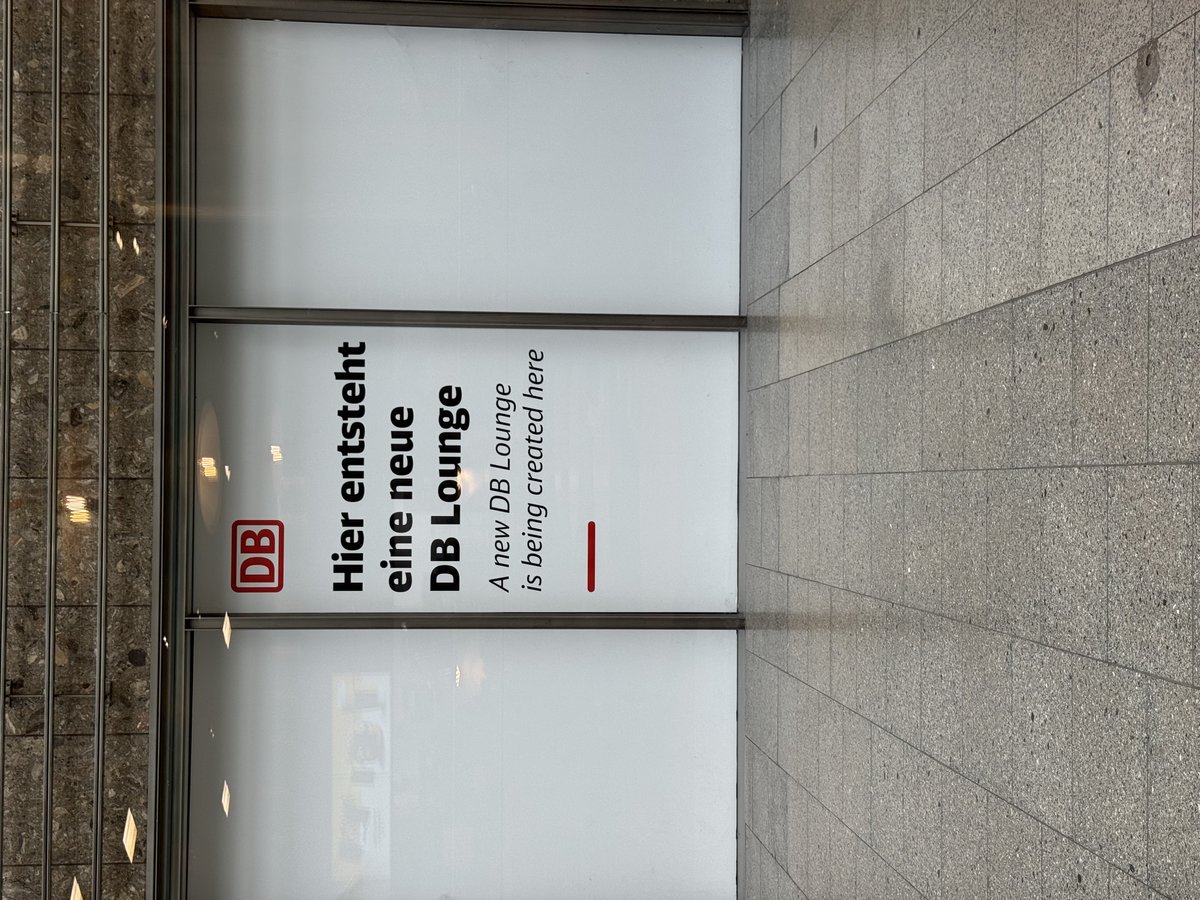 DB
Hier entsteht
eine neue
DB Lounge
A new DB Lounge
is being created here